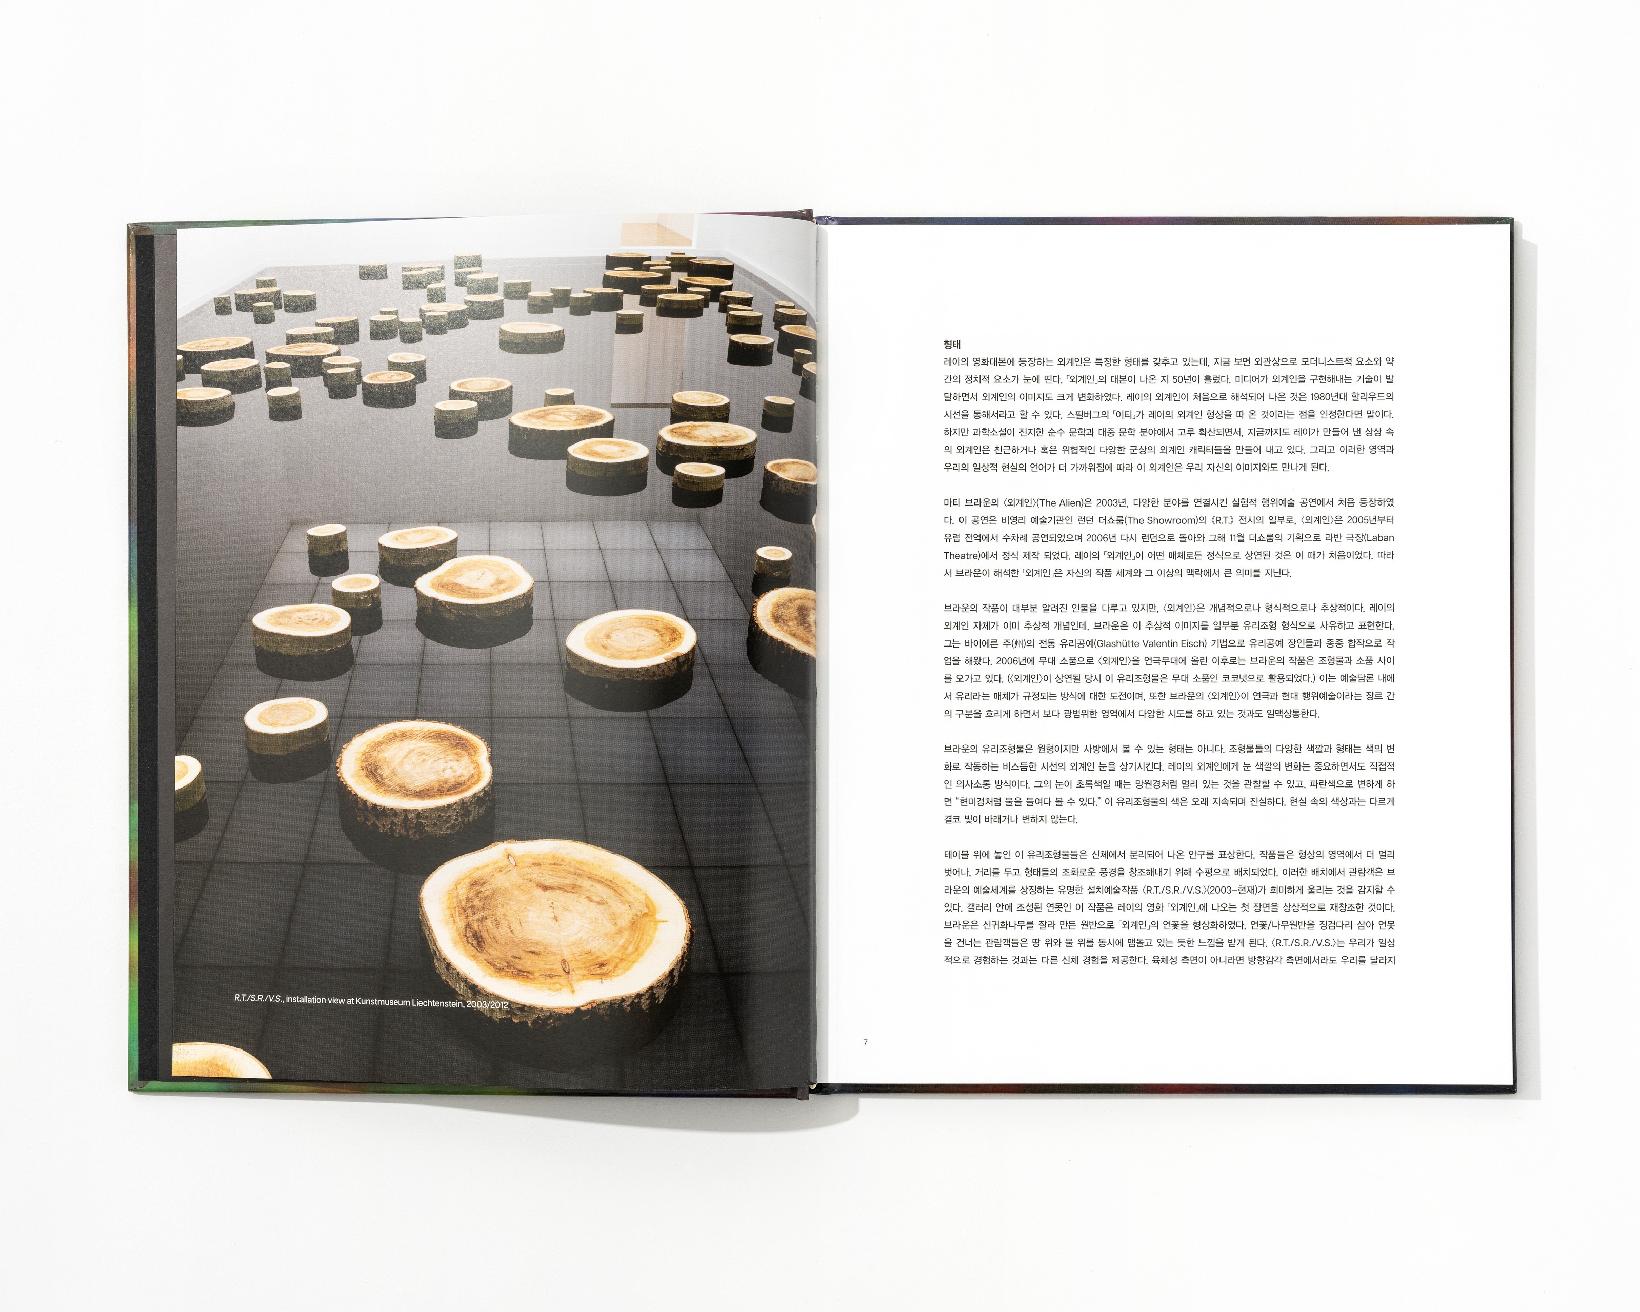 R.T./S.R./V.S., installation view at Kunstmuseum Liechtenstein, 2003/2012
형태
레이의 영화대본에 등장하는 외계인은 특정한 형태를 갖추고 있는데, 지금 보면 외관상으로 모더니스트적 요소와 약
간의 정치적 요소가 눈에 띈다. 「외계인」의 대본이 나온 지 50년이 흘렀다. 미디어가 외계인을 구현해내는 기술이 발
달하면서 외계인의 이미지도 크게 변화하였다. 레이의 외계인이 처음으로 해석되어 나온 것은 1980년대 할리우드의
시선을 통해서라고 할 수 있다. 스필버그의 「이티」가 레이의 외계인 형상을 따 온 것이라는 점을 인정한다면 말이다.
하지만 과학소설이 진지한 순수 문학과 대중 문학 분야에서 고루 확산되면서, 지금까지도 레이가 만들어 낸 상상 속
의 외계인은 친근하거나 혹은 위협적인 다양한 군상의 외계인 캐릭터들을 만들어 내고 있다. 그리고 이러한 영역과
우리의 일상적 현실의 언어가 더 가까워짐에 따라 이 외계인은 우리 자신의 이미지와도 만나게 된다.
마티 브라운의 〈외계인〉(The Alien)은 2003년, 다양한 분야를 연결시킨 실험적 행위예술 공연에서 처음 등장하였
다. 이 공연은 비영리 예술기관인 런던 더쇼룸(The Showroom)의 《R.T.》 전시의 일부로, 〈외계인〉은 2005년부터
유럽 전역에서 수차례 공연되었으며 2006년 다시 런던으로 돌아와 그해 11월 더쇼룸의 기획으로 라반 극장(Laban
Theatre)에서 정식 제작 되었다. 레이의 「외계인」이 어떤 매체로든 정식으로 상연된 것은 이 때가 처음이었다. 따라
서 브라운이 해석한 「외계인」은 자신의 작품 세계와 그 이상의 맥락에서 큰 의미를 지닌다.
브라운의 작품이 대부분 알려진 인물을 다루고 있지만, 〈외계인〉은 개념적으로나 형식적으로나 추상적이다. 레이의
외계인 자체가 이미 추상적 개념인데, 브라운은 이 추상적 이미지를 일부분 유리조형 형식으로 사유하고 표현한다.
그는 바이에른 주(州)의 전통 유리공예(Glashütte Valentin Eisch) 기법으로 유리공예 장인들과 종종 합작으로 작
업을 해왔다. 2006년에 무대 소품으로 〈외계인〉을 연극무대에 올린 이후로는 브라운의 작품은 조형물과 소품 사이
를 오가고 있다. (〈외계인〉이 상연될 당시 이 유리조형물은 무대 소품인 코코넛으로 활용되었다.) 이는 예술담론 내에
서 유리라는 매체가 규정되는 방식에 대한 도전이며, 또한 브라운의 〈외계인〉이 연극과 현대 행위예술이라는 장르 간
의 구분을 흐리게 하면서 보다 광범위한 영역에서 다양한 시도를 하고 있는 것과도 일맥상통한다.
브라운의 유리조형물은 원형이지만 사방에서 볼 수 있는 형태는 아니다. 조형물들의 다양한 색깔과 형태는 색의 변
화로 작동하는 비스듬한 시선의 외계인 눈을 상기시킨다. 레이의 외계인에게 눈 색깔의 변화는 중요하면서도 직접적
인 의사소통 방식이다. 그의 눈이 초록색일 때는 망원경처럼 멀리 있는 것을 관찰할 수 있고, 파란색으로 변하게 하
면 “현미경처럼 물을 들여다 볼 수 있다.” 이 유리조형물의 색은 오래 지속되며 진실하다. 현실 속의 색상과는 다르게
결코 빛이 바래거나 변하지 않는다.
테이블 위에 놓인 이 유리조형물들은 신체에서 분리되어 나온 안구를 표상한다. 작품들은 형상의 영역에서 더 멀리
벗어나, 거리를 두고 형태들의 조화로운 풍경을 창조해내기 위해 수평으로 배치되었다. 이러한 배치에서 관람객은 브
라운의 예술세계를 상징하는 유명한 설치예술작품 〈R.T./S.R./V.S.〉(2003–현재)가 희미하게 울리는 것을 감지할 수
있다. 갤러리 안에 조성된 연못인 이 작품은 레이의 영화 「외계인」에 나오는 첫 장면을 상상적으로 재창조한 것이다.
브라운은 신귀화나무를 잘라 만든 원반으로 「외계인」의 연꽃을 형상화하였다. 연꽃/나무원반을 징검다리 삼아 연못
을 건너는 관람객들은 땅 위와 물 위를 동시에 맴돌고 있는 듯한 느낌을 받게 된다. 〈R.T./S.R./V.S.〉는 우리가 일상
적으로 경험하는 것과는 다른 신체 경험을 제공한다. 육체성 측면이 아니라면 방향감각 측면에서라도 우리를 달라지
7